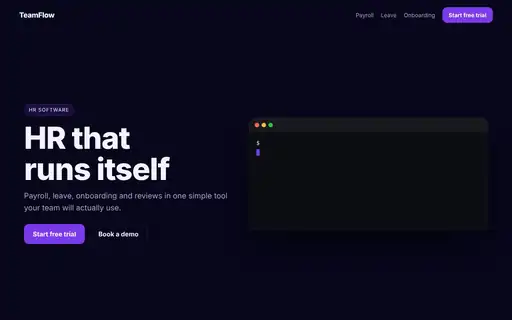 TeamFlow
Payroll Leave Onboarding Start free trial
HR SOFTWARE
HR that
runs itself
Payroll, leave, onboarding and reviews in one simple tool
your team will actually use.
Start free trial Book a demo
$